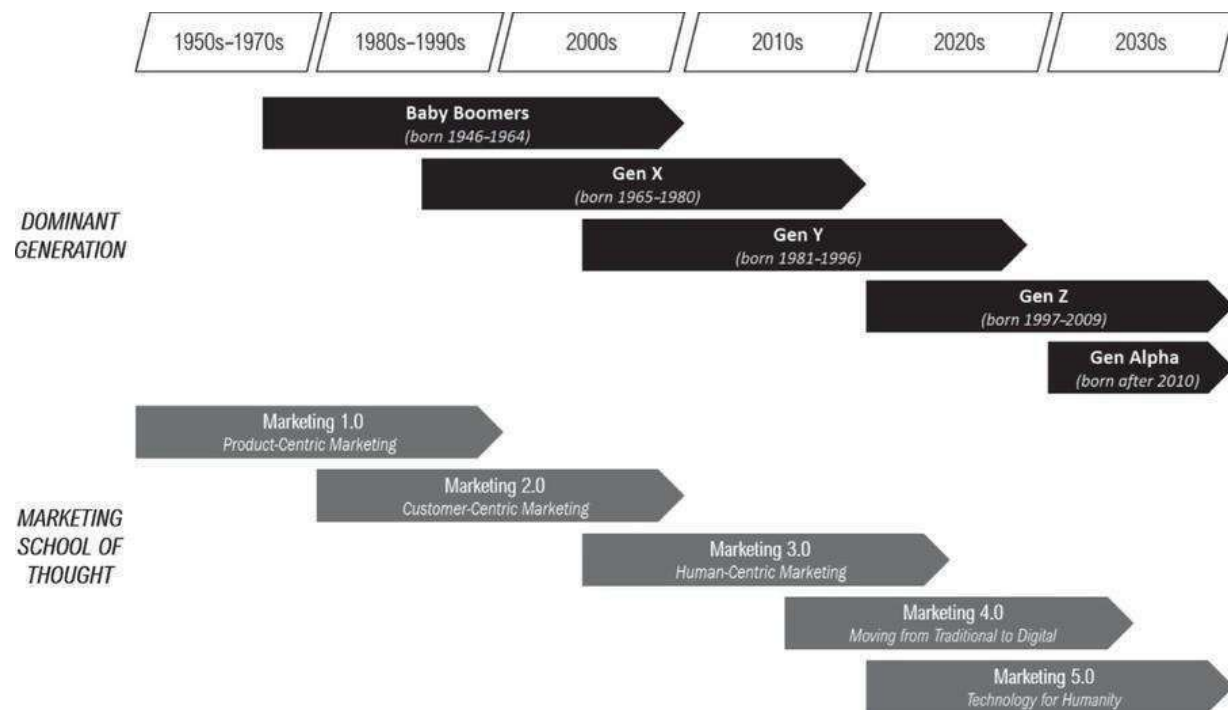 1950s–1970s
1980s–1990s
2000s
2010s
2020s
2030s
Baby Boomers
(born 1946–1964)
Gen X
(born 1965–1980)
DOMINANT
GENERATION
Gen Y
(born 1981–1996)
Gen Z
(born 1997–2009)
Gen Alpha
(born after 2010)
Marketing 1.0
Product-Centric Marketing
Marketing 2.0
Customer-Centric Marketing
MARKETING
SCHOOL OF
THOUGHT
Marketing 3.0
Human-Centric Marketing
Marketing 4.0
Moving from Traditional to Digital
Marketing 5.0
Technology for Humanity